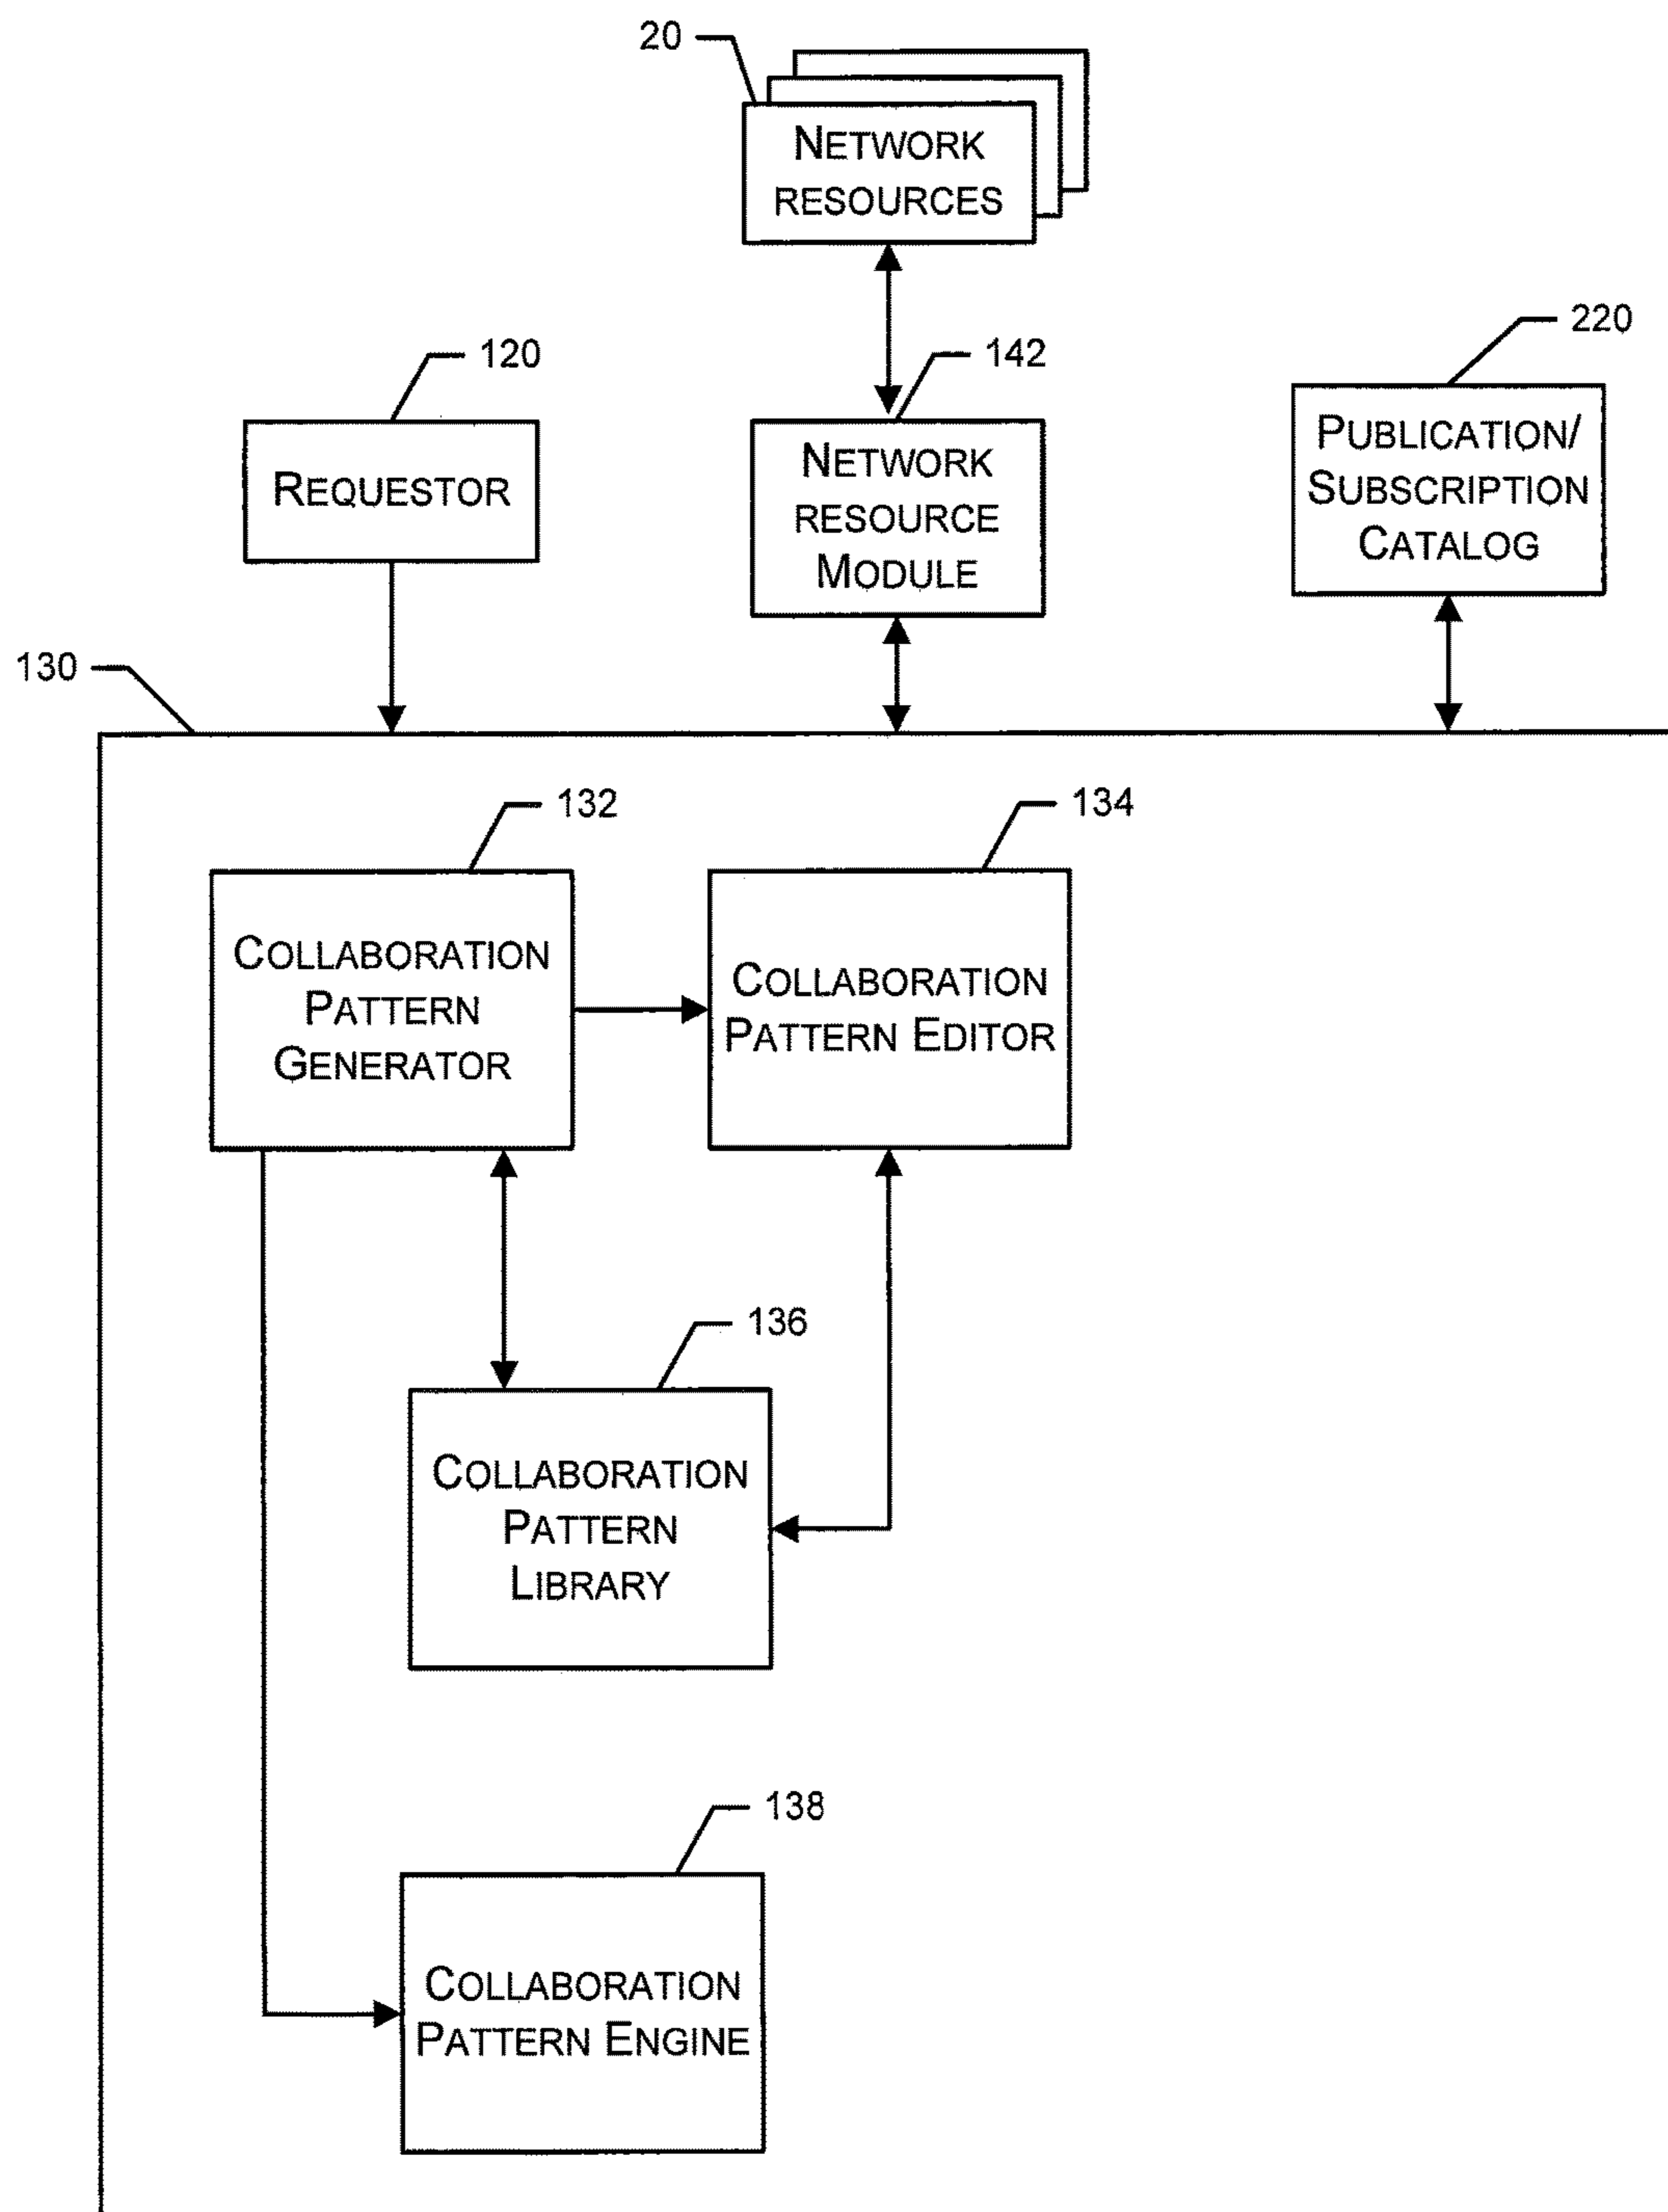 20
NETWORK
RESOURCES
120
142
220
REQUESTOR
NETWORK
RESOURCE
MODULE
PUBLICATION/
SUBSCRIPTION
CATALOG
130
132
134
COLLABORATION
PATTERN
GENERATOR
COLLABORATION
PATTERN EDITOR
136
COLLABORATION
PATTERN
LIBRARY
138
COLLABORATION
PATTERN ENGINE